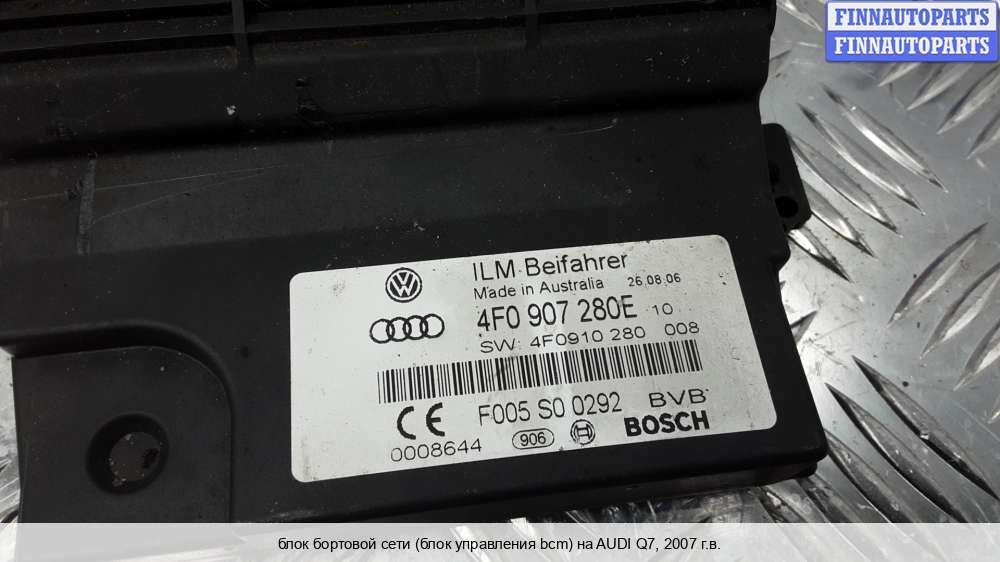 FINNAUTOPARTS
FINNAUTOPARTS
ILM-Beifahrer
Made in Australia 26.08.06
4F0 907 280E 10
SW: 4F0910 280 008
F005 S0 0292 BVB
CE
0008644 906 BOSCH
блок бортовой сети (блок управления bcm) на AUDI Q7, 2007 г.в.